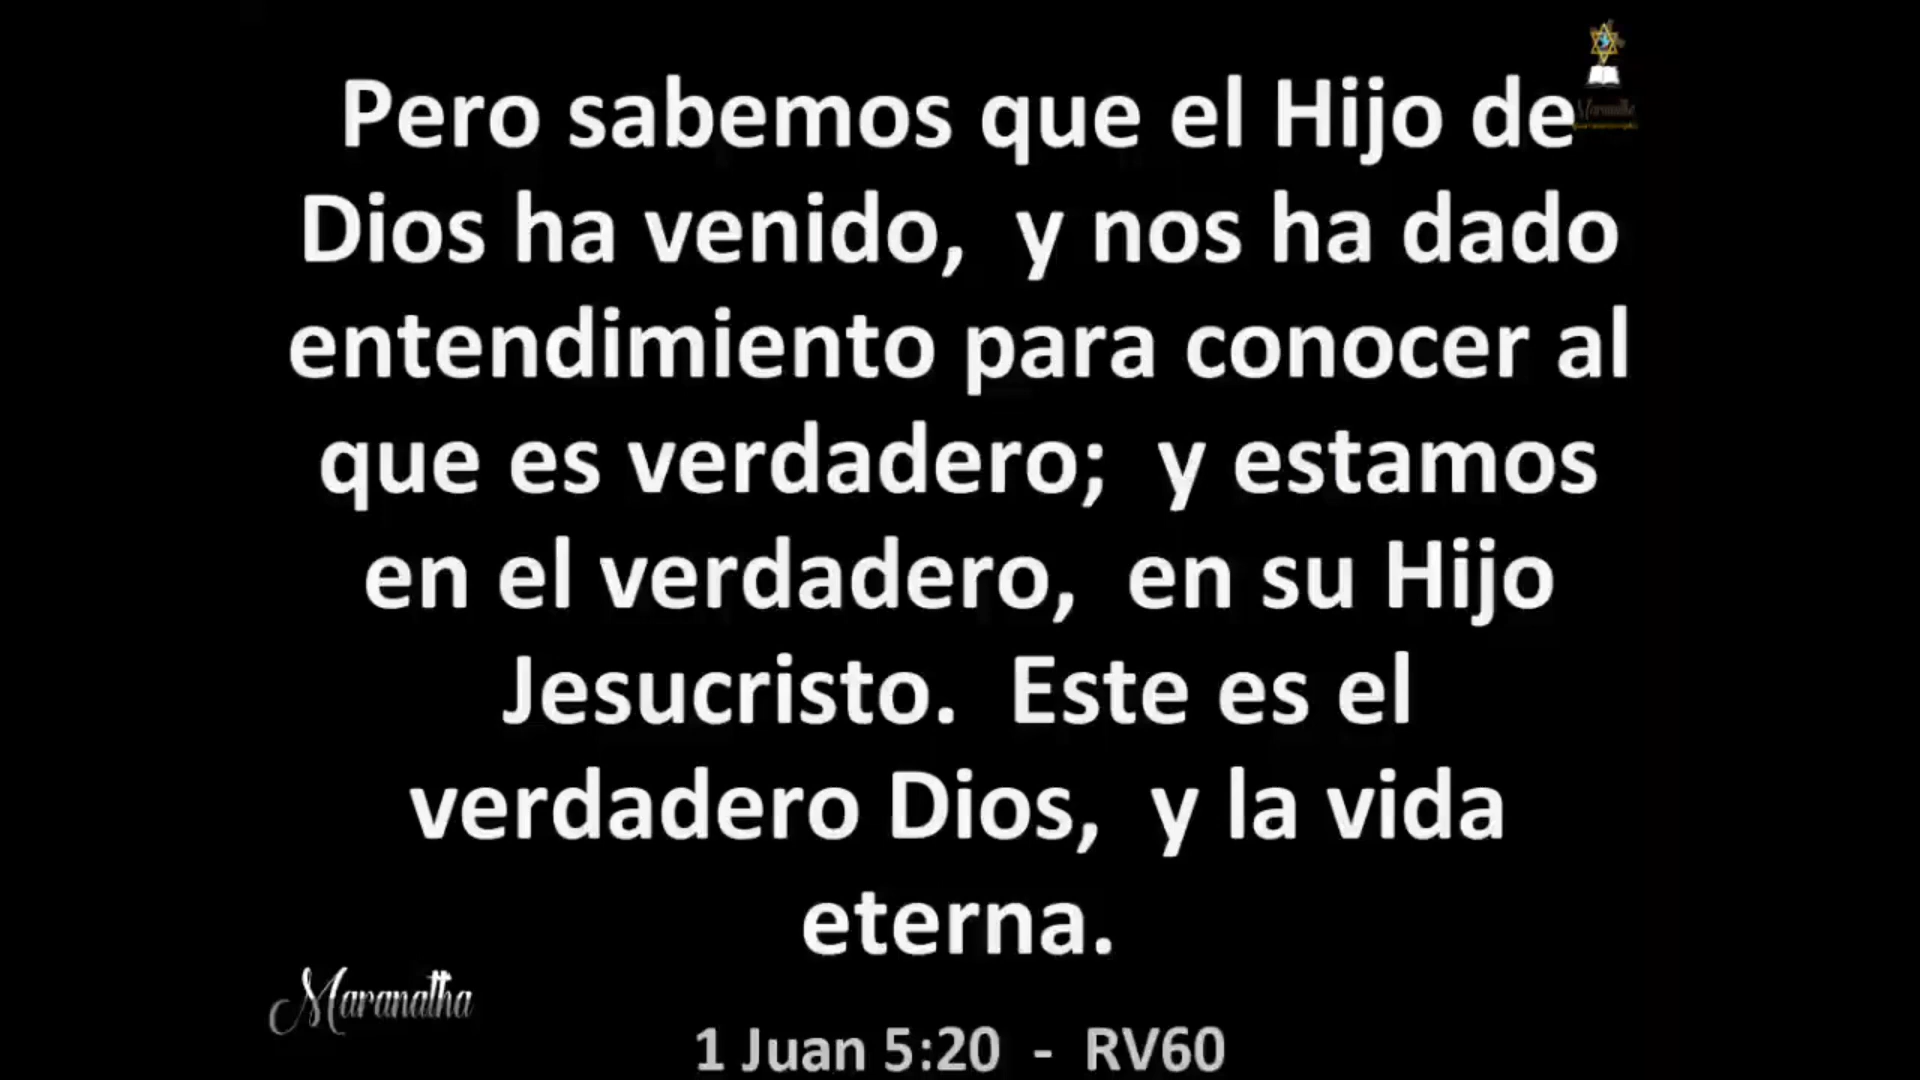 Pero sabemos que el Hijo de
Dios ha venido, y nos ha dado
entendimiento para conocer al
que es verdadero; y estamos
en el verdadero, en su Hijo
Jesucristo. Este es el
verdadero Dios, y la vida
eterna.
Maranatha
1 Juan 5:20 - RV60